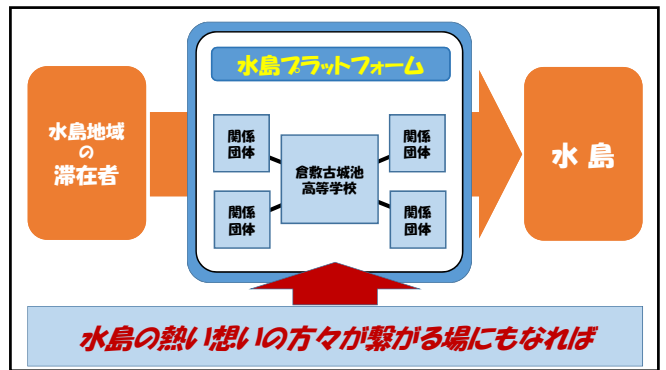 水島プラットフォーム
水島地域
の
滞在者
関係
団体
関係
団体
倉敷古城池
高等学校
関係
団体
関係
団体
水 島
水島の熱い想いの方々が繋がる場にもなれば